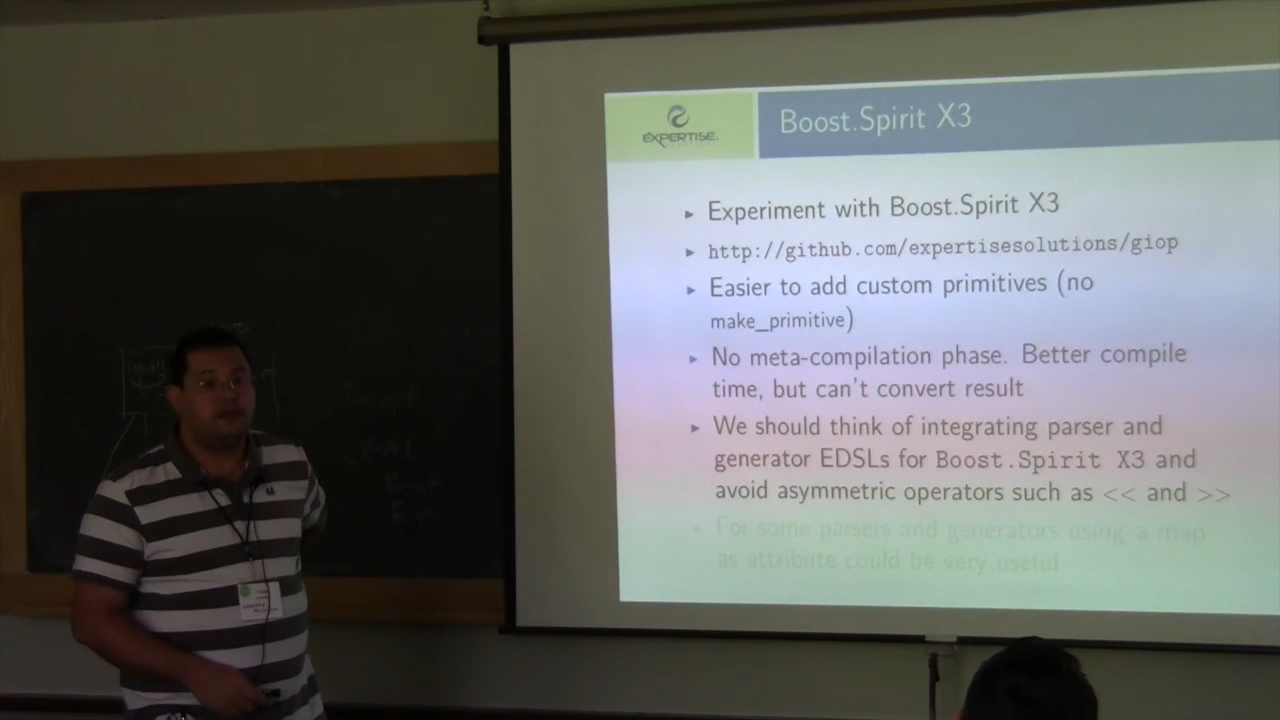 EXPERTISE
Boost.Spirit X3
▸ Experiment with Boost.Spirit X3
▸ http://github.com/expertisesolutions/giop
▸ Easier to add custom primitives (no
make_primitive)
▸ No meta-compilation phase. Better compile
time, but can't convert result
▸ We should think of integrating parser and
generator EDSLs for Boost.Spirit X3 and
avoid asymmetric operators such as << and >>
▸ For some parsers and generators using a map
as attribute could be very useful